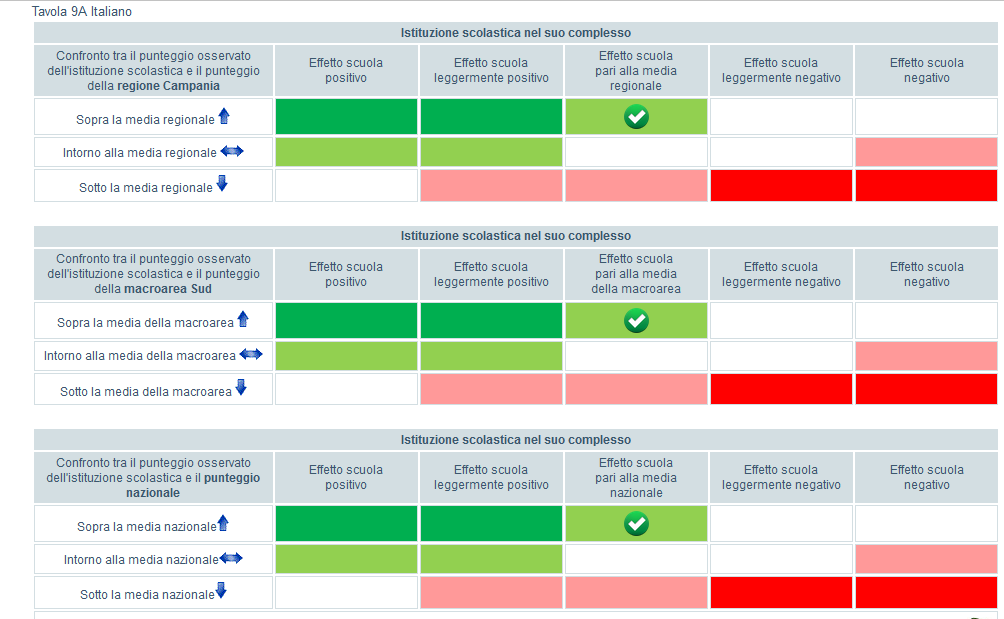 Tavola 9A Italiano
Istituzione scolastica nel suo complesso
Confronto tra il punteggio osservato
dell'istituzione scolastica e il punteggio
della regione Campania
Effetto scuola
positivo
Effetto scuola
leggermente positivo
Effetto scuola
pari alla media
regionale
Effetto scuola
leggermente negativo
Effetto scuola
negativo
Sopra la media regionale
Intorno alla media regionale
Sotto la media regionale
Istituzione scolastica nel suo complesso
Confronto tra il punteggio osservato
dell'istituzione scolastica e il punteggio
della macroarea Sud
Effetto scuola
positivo
Effetto scuola
leggermente positivo
Effetto scuola
pari alla media
della macroarea
Effetto scuola
leggermente negativo
Effetto scuola
negativo
Sopra la media della macroarea
Intorno alla media della macroarea
Sotto la media della macroarea
Istituzione scolastica nel suo complesso
Confronto tra il punteggio osservato
dell'istituzione scolastica e il punteggio
nazionale
Effetto scuola
positivo
Effetto scuola
leggermente positivo
Effetto scuola
pari alla media
nazionale
Effetto scuola
leggermente negativo
Effetto scuola
negativo
Sopra la media nazionale
Intorno alla media nazionale
Sotto la media nazionale